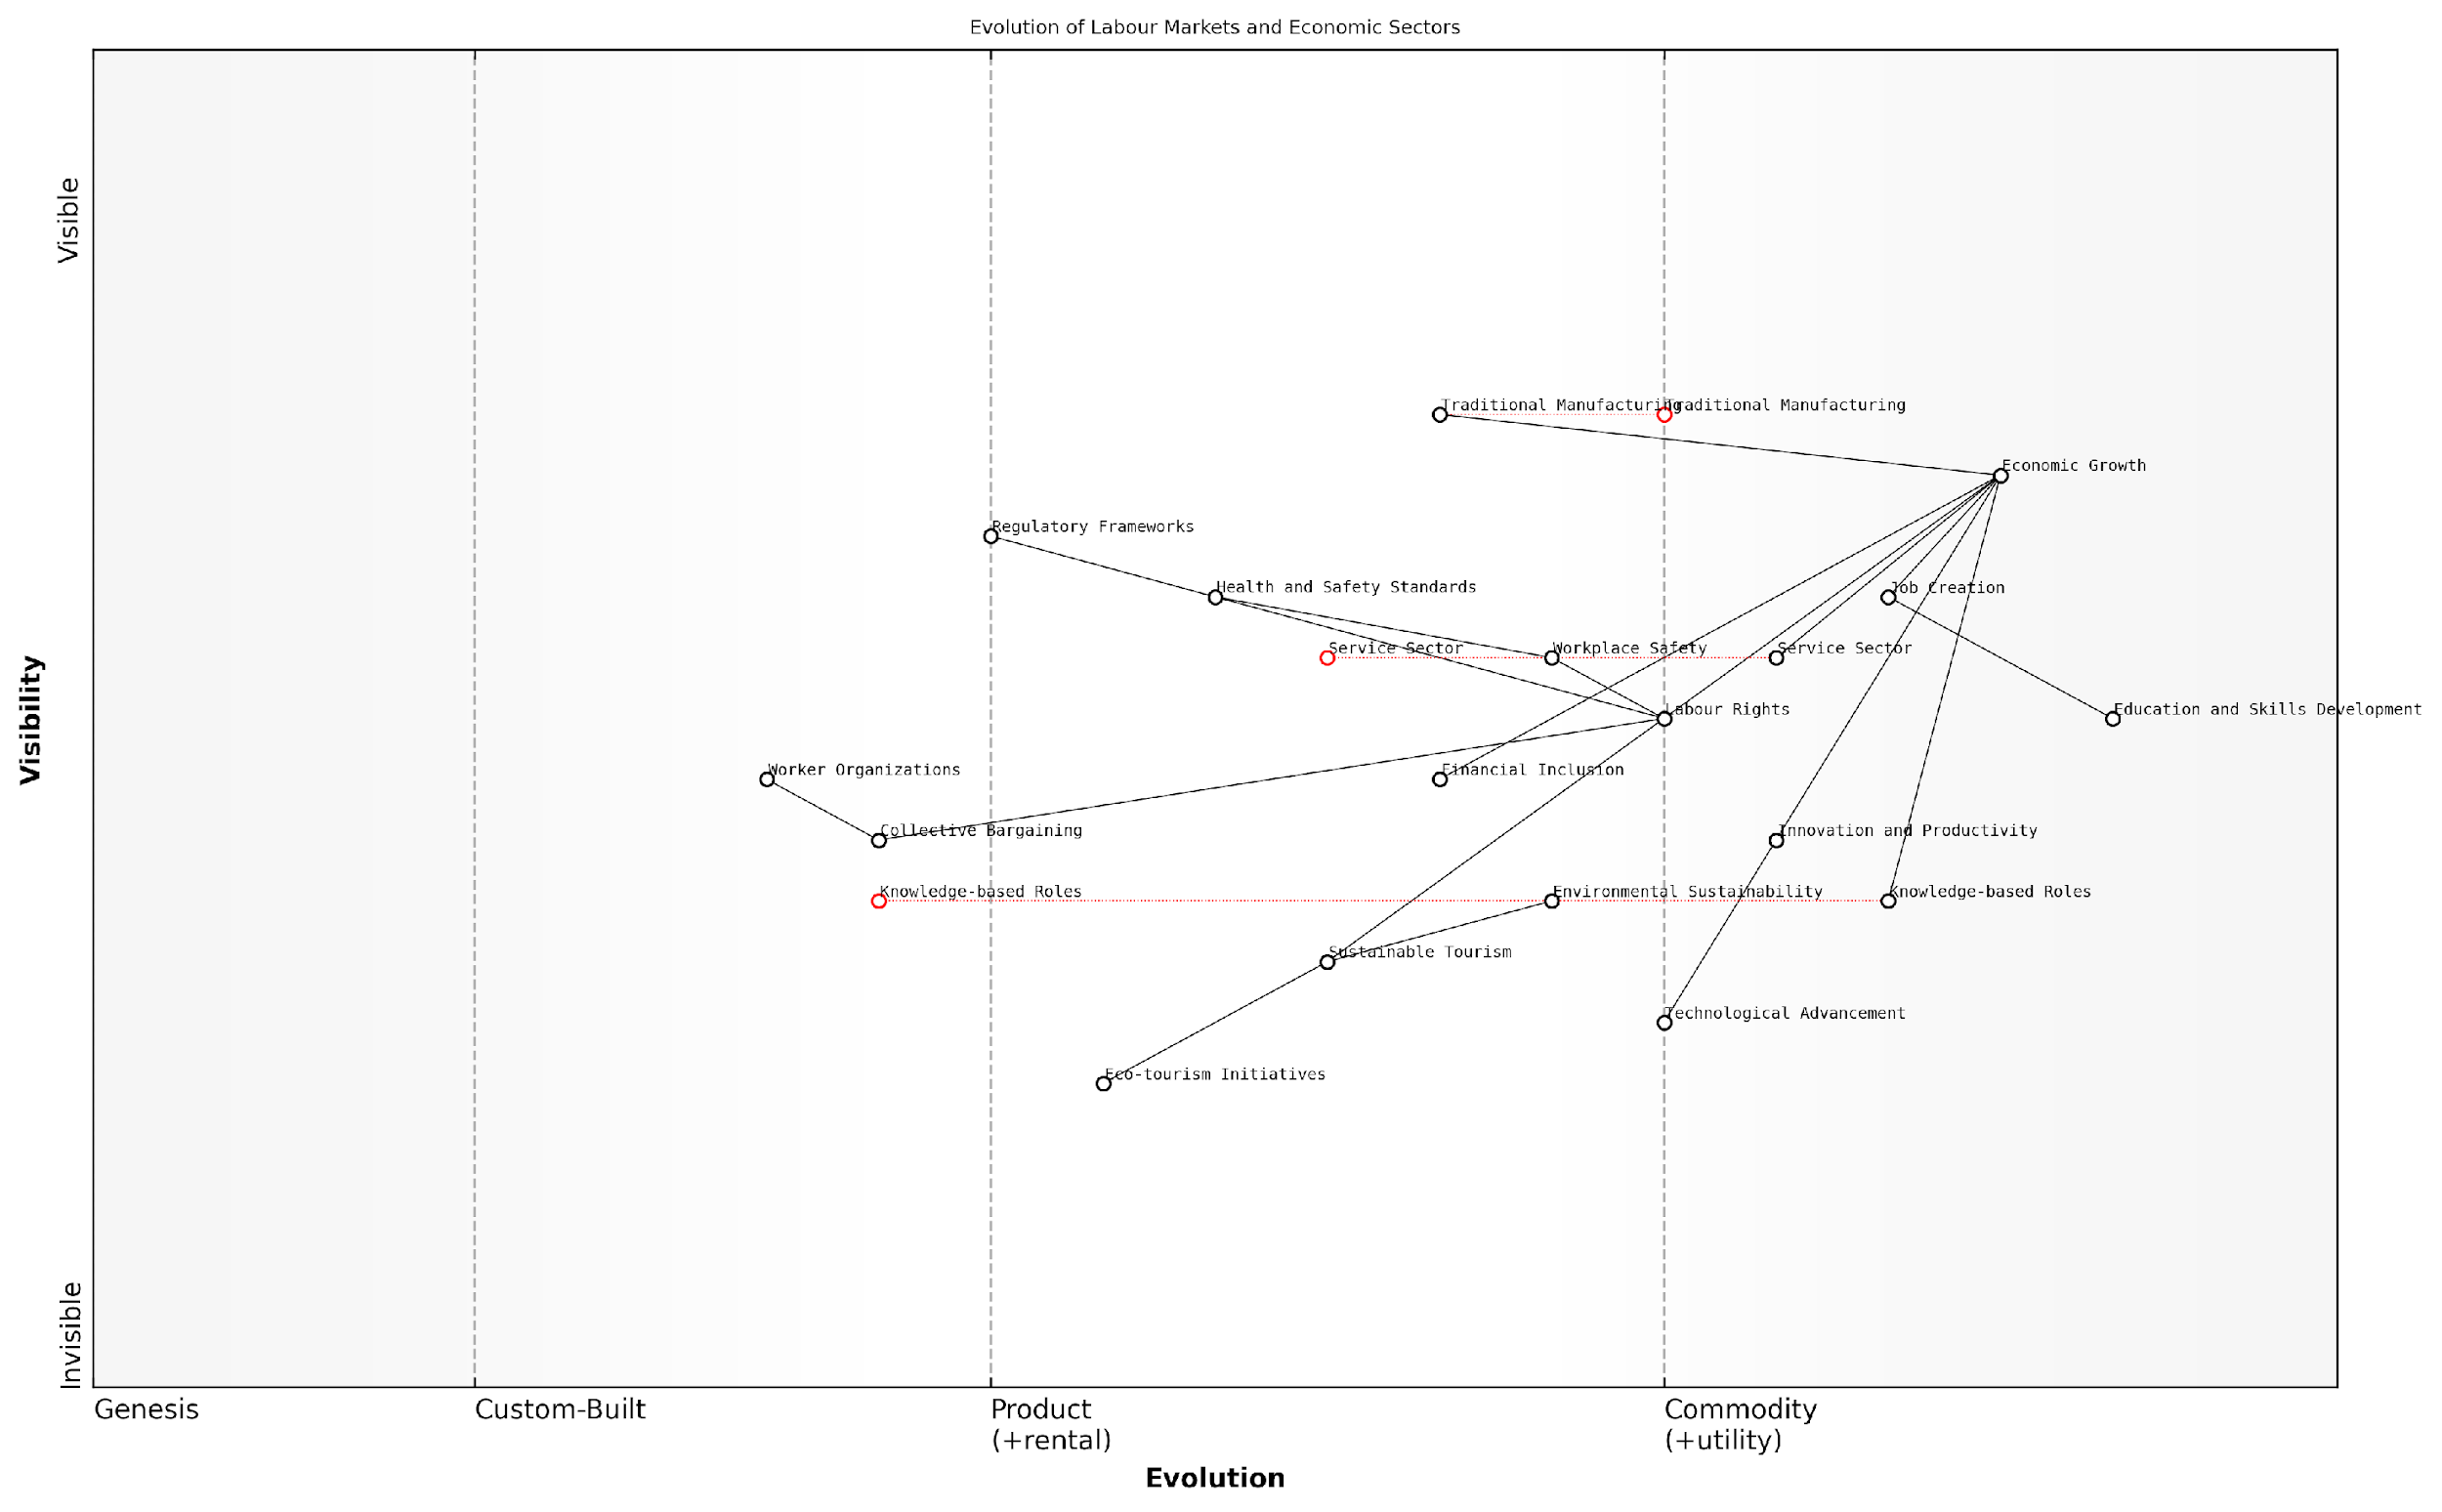 Evolution of Labour Markets and Economic Sectors
Visible
Visibility
Invisible
Traditional Manufacturing
Traditional Manufacturing
Economic Growth
Regulatory Frameworks
Health and Safety Standards
Job Creation
Service Sector
Workplace Safety
Service Sector
Labour Rights
Education and Skills Development
Worker Organizations
Financial Inclusion
Collective Bargaining
Innovation and Productivity
Knowledge-based Roles
Environmental Sustainability
Knowledge-based Roles
Sustainable Tourism
Technological Advancement
Eco-tourism Initiatives
Genesis
Custom-Built
Product
(+rental)
Commodity
(+utility)
Evolution